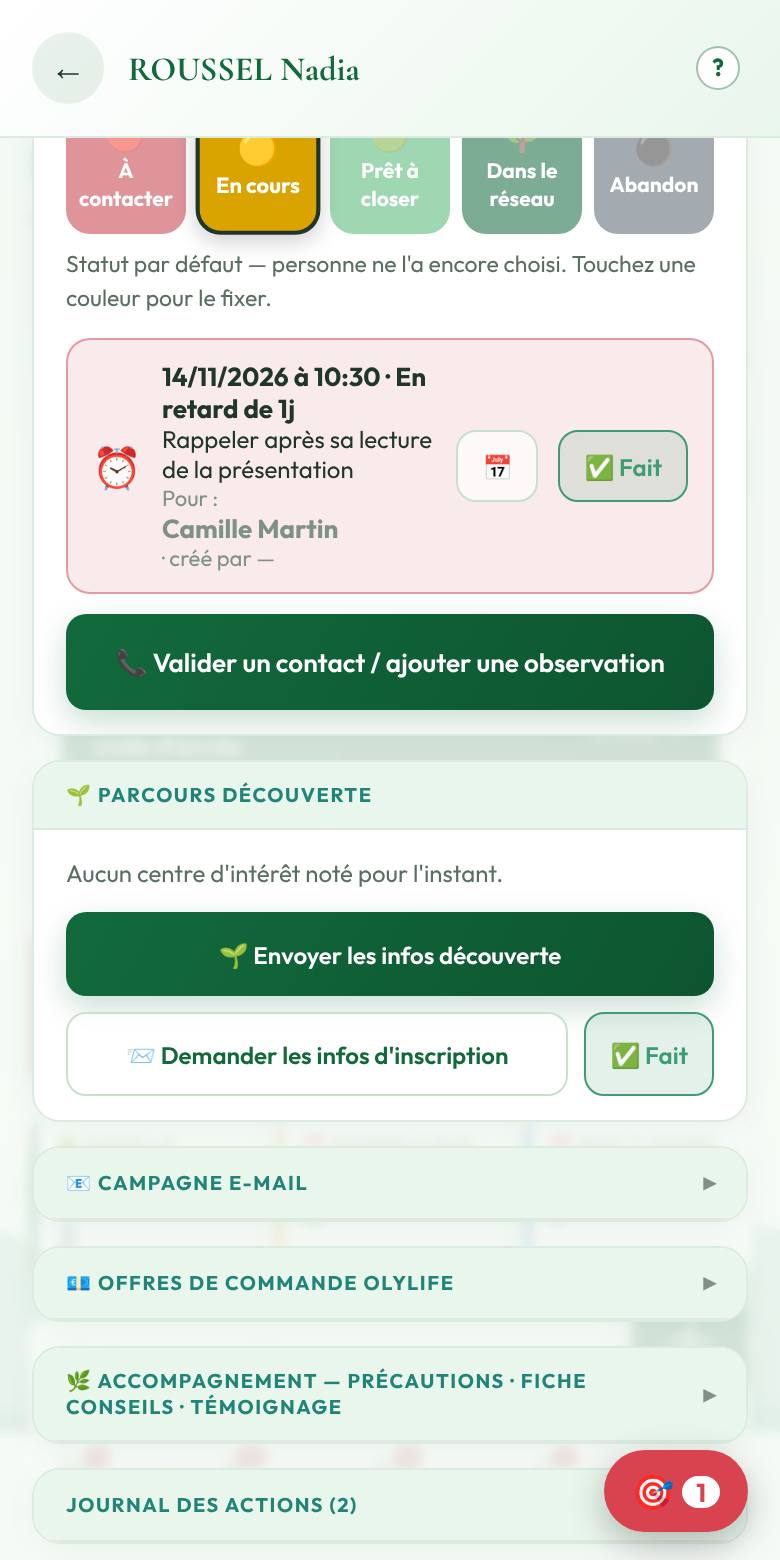 ← ROUSSEL Nadia ?
À contacter
En cours
Prêt à closer
Dans le réseau
Abandon
Statut par défaut — personne ne l'a encore choisi. Touchez une
couleur pour le fixer.
14/11/2026 à 10:30 · En
retard de 1j
Rappeler après sa lecture
de la présentation
Pour :
Camille Martin
· créé par —
📅
✅ Fait
📞 Valider un contact / ajouter une observation
🌱 PARCOURS DÉCOUVERTE
Aucun centre d'intérêt noté pour l'instant.
🌱 Envoyer les infos découverte
📨 Demander les infos d'inscription
✅ Fait
📧 CAMPAGNE E-MAIL ▶
💶 OFFRES DE COMMANDE OLYLIFE ▶
🌿 ACCOMPAGNEMENT — PRÉCAUTIONS · FICHE
CONSEILS · TÉMOIGNAGE ▶
JOURNAL DES ACTIONS (2)
🎯 1